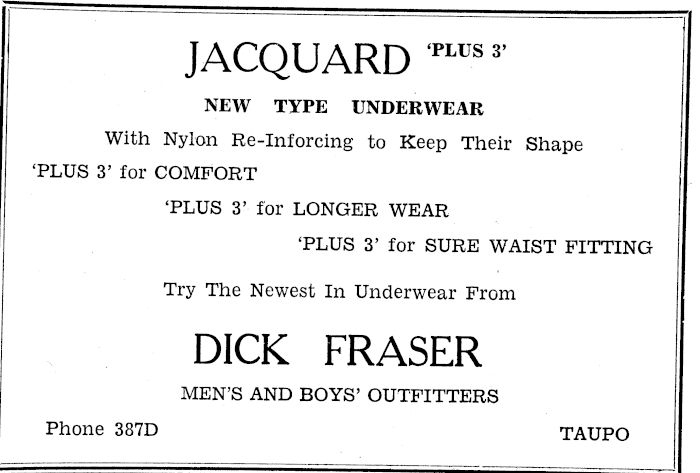 JACQUARD 'PLUS 3'
NEW TYPE UNDERWEAR
With Nylon Re-Inforcing to Keep Their Shape
'PLUS 3' for COMFORT
'PLUS 3' for LONGER WEAR
'PLUS 3' for SURE WAIST FITTING
Try The Newest In Underwear From
DICK FRASER
MEN'S AND BOYS' OUTFITTERS
Phone 387D TAUPO